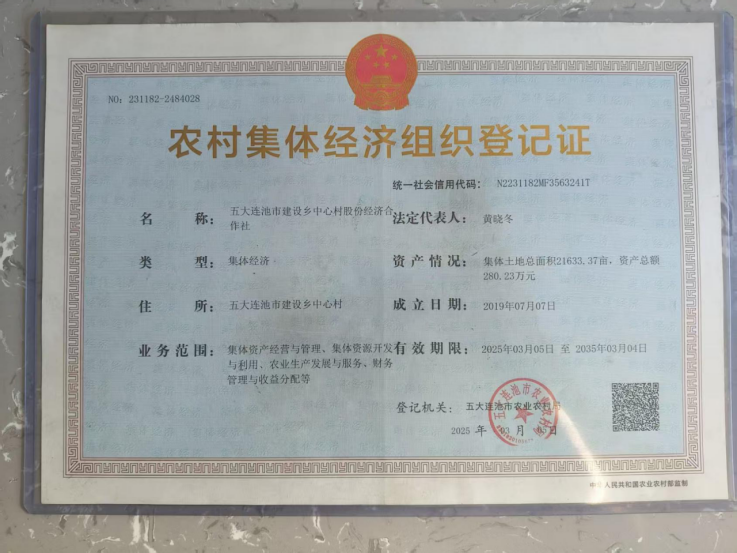 NO: 231182-2484028
农村集体经济组织登记证
统一社会信用代码: N2231182MF3563241T
名 称: 五大连池市建设乡中心村股份经济合
作社
法定代表人: 黄晓冬
类 型: 集体经济
资产情况: 集体土地总面积21633.37亩,资产总额
280.23万元
住 所: 五大连池市建设乡中心村
成立日期: 2019年07月07日
业务范围: 集体资产经营与管理、集体资源开发
与利用、农业生产发展与服务、财务
管理与收益分配等
有效期限: 2025年03月05日 至 2035年03月04日
登记机关: 五大连池市农业农村局
2025 年 03 月 05日
中华人民共和国农业农村部监制